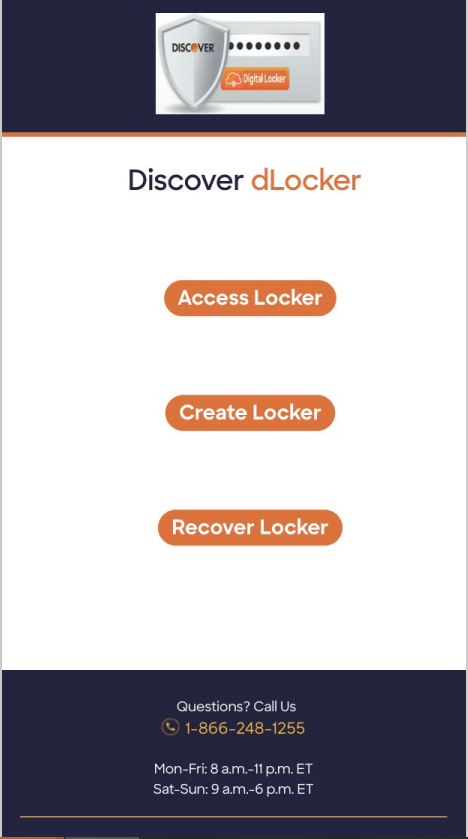 DISCOVER
Digital Locker
Discover dLocker
Access Locker
Create Locker
Recover Locker
Questions? Call Us
1-866-248-1255
Mon-Fri: 8 a.m.-11 p.m. ET
Sat-Sun: 9 a.m.-6 p.m. ET